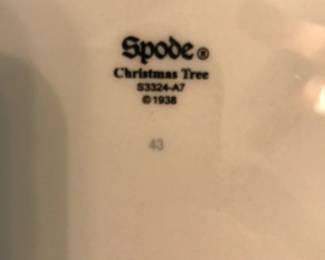 Spode®
Christmas Tree
S3324-A7
©1938
43